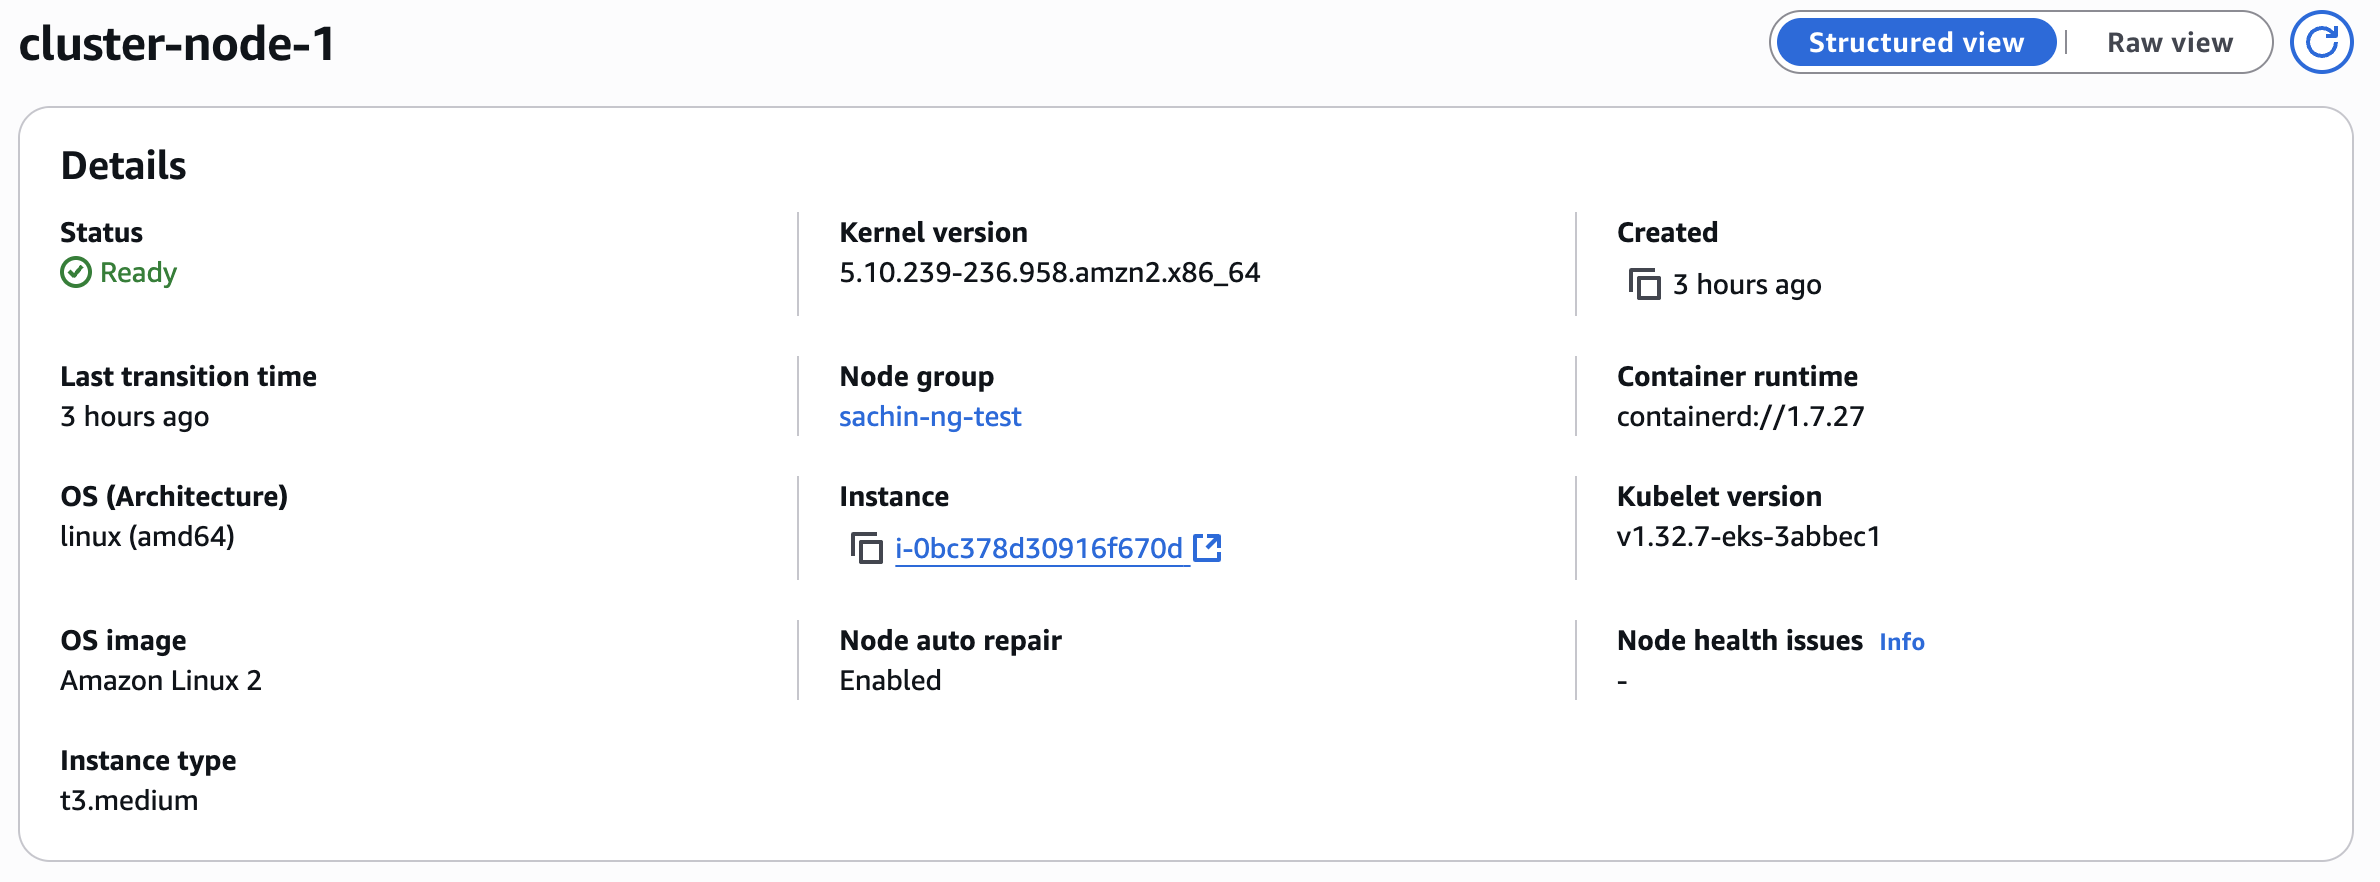 cluster-node-1
Structured view | Raw view
Details
Status
Ready
Kernel version
5.10.239-236.958.amzn2.x86_64
Created
3 hours ago
Last transition time
3 hours ago
Node group
sachin-ng-test
Container runtime
containerd://1.7.27
OS (Architecture)
linux (amd64)
Instance
i-0bc378d30916f670d
Kubelet version
v1.32.7-eks-3abbec1
OS image
Amazon Linux 2
Node auto repair
Enabled
Node health issues Info
-
Instance type
t3.medium